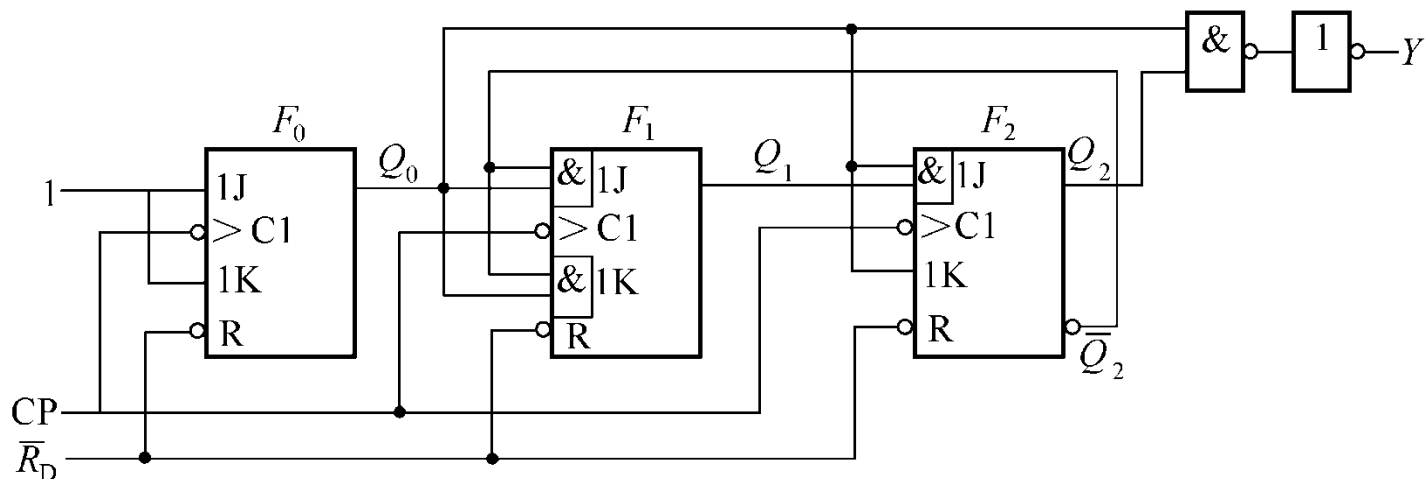 & 1 Y
F₀ F₁ F₂
Q₀ Q₁ Q₂
1 1J & 1J & 1J
> C1 > C1 > C1
1K & 1K 1K
R R R
Q̅₂
CP
R̅_D